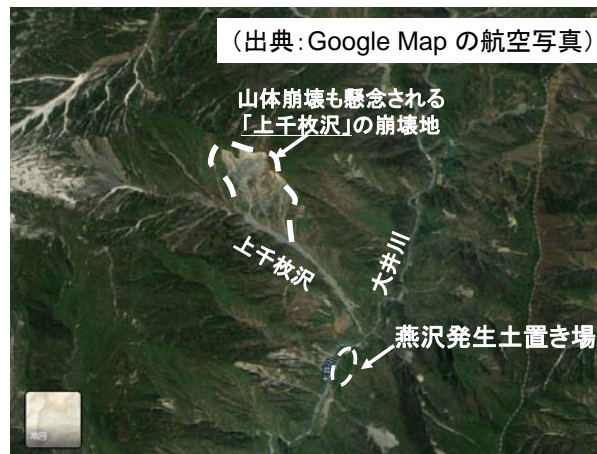 （出典：Google Map の航空写真）
山体崩壊も懸念される
「上千枚沢」の崩壊地
上千枚沢
大井川
燕沢発生土置き場